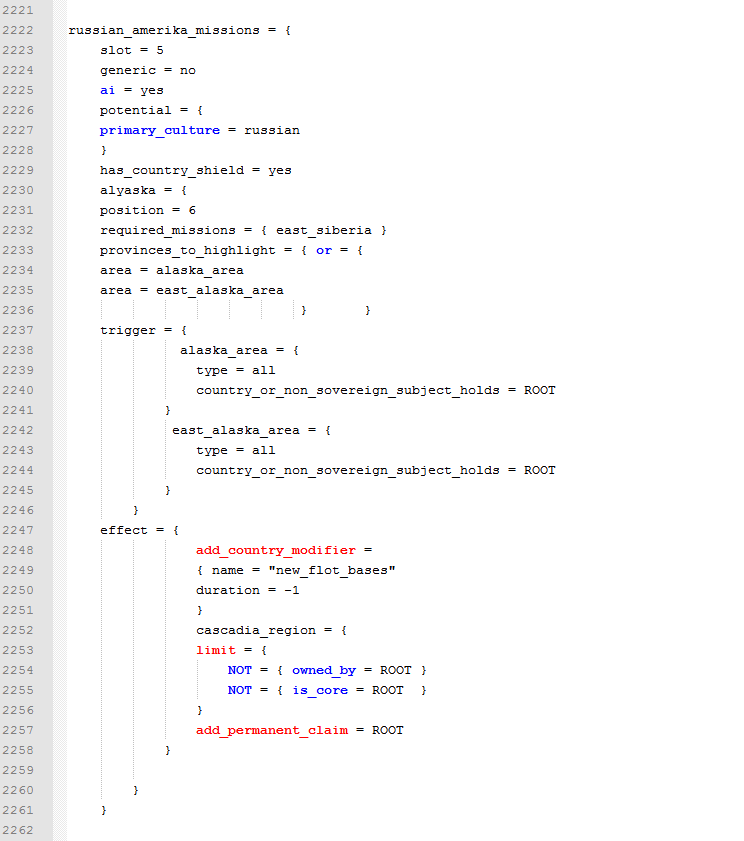 2221
2222 russian_amerika_missions = {
2223 slot = 5
2224 generic = no
2225 ai = yes
2226 potential = {
2227 primary_culture = russian
2228 }
2229 has_country_shield = yes
2230 alyaska = {
2231 position = 6
2232 required_missions = { east_siberia }
2233 provinces_to_highlight = { or = {
2234 area = alaska_area
2235 area = east_alaska_area
2236 } }
2237 trigger = {
2238 alaska_area = {
2239 type = all
2240 country_or_non_sovereign_subject_holds = ROOT
2241 }
2242 east_alaska_area = {
2243 type = all
2244 country_or_non_sovereign_subject_holds = ROOT
2245 }
2246 }
2247 effect = {
2248 add_country_modifier =
2249 { name = "new_flot_bases"
2250 duration = -1
2251 }
2252 cascadia_region = {
2253 limit = {
2254 NOT = { owned_by = ROOT }
2255 NOT = { is_core = ROOT }
2256 }
2257 add_permanent_claim = ROOT
2258 }
2259
2260 }
2261 }
2262